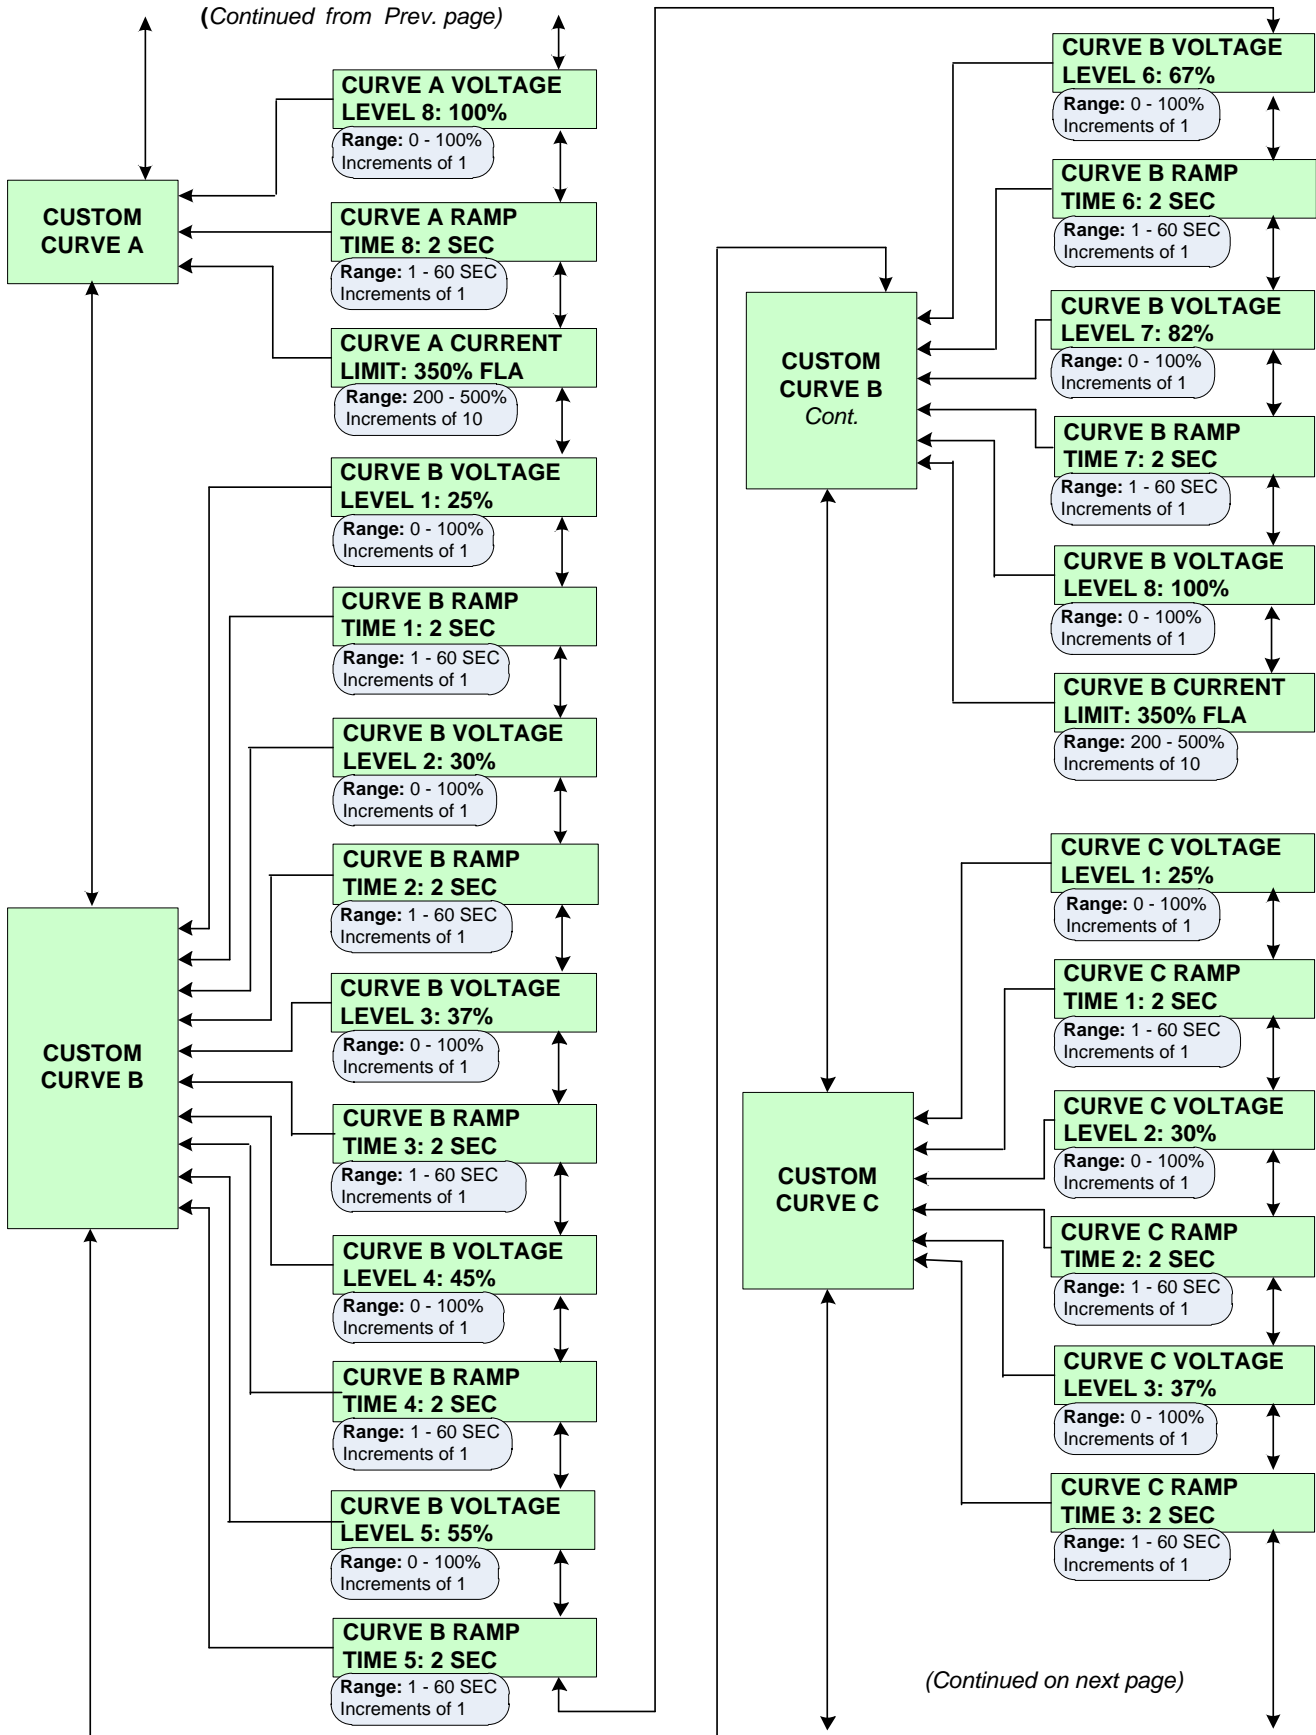 (Continued from Prev. page)
CUSTOM
CURVE A
CURVE A VOLTAGE
LEVEL 8: 100%
Range: 0 - 100%
Increments of 1
CURVE A RAMP
TIME 8: 2 SEC
Range: 1 - 60 SEC
Increments of 1
CURVE A CURRENT
LIMIT: 350% FLA
Range: 200 - 500%
Increments of 10
CUSTOM
CURVE B
CURVE B VOLTAGE
LEVEL 1: 25%
Range: 0 - 100%
Increments of 1
CURVE B RAMP
TIME 1: 2 SEC
Range: 1 - 60 SEC
Increments of 1
CURVE B VOLTAGE
LEVEL 2: 30%
Range: 0 - 100%
Increments of 1
CURVE B RAMP
TIME 2: 2 SEC
Range: 1 - 60 SEC
Increments of 1
CURVE B VOLTAGE
LEVEL 3: 37%
Range: 0 - 100%
Increments of 1
CURVE B RAMP
TIME 3: 2 SEC
Range: 1 - 60 SEC
Increments of 1
CURVE B VOLTAGE
LEVEL 4: 45%
Range: 0 - 100%
Increments of 1
CURVE B RAMP
TIME 4: 2 SEC
Range: 1 - 60 SEC
Increments of 1
CURVE B VOLTAGE
LEVEL 5: 55%
Range: 0 - 100%
Increments of 1
CURVE B RAMP
TIME 5: 2 SEC
Range: 1 - 60 SEC
Increments of 1
CUSTOM
CURVE B
Cont.
CURVE B VOLTAGE
LEVEL 6: 67%
Range: 0 - 100%
Increments of 1
CURVE B RAMP
TIME 6: 2 SEC
Range: 1 - 60 SEC
Increments of 1
CURVE B VOLTAGE
LEVEL 7: 82%
Range: 0 - 100%
Increments of 1
CURVE B RAMP
TIME 7: 2 SEC
Range: 1 - 60 SEC
Increments of 1
CURVE B VOLTAGE
LEVEL 8: 100%
Range: 0 - 100%
Increments of 1
CURVE B CURRENT
LIMIT: 350% FLA
Range: 200 - 500%
Increments of 10
CUSTOM
CURVE C
CURVE C VOLTAGE
LEVEL 1: 25%
Range: 0 - 100%
Increments of 1
CURVE C RAMP
TIME 1: 2 SEC
Range: 1 - 60 SEC
Increments of 1
CURVE C VOLTAGE
LEVEL 2: 30%
Range: 0 - 100%
Increments of 1
CURVE C RAMP
TIME 2: 2 SEC
Range: 1 - 60 SEC
Increments of 1
CURVE C VOLTAGE
LEVEL 3: 37%
Range: 0 - 100%
Increments of 1
CURVE C RAMP
TIME 3: 2 SEC
Range: 1 - 60 SEC
Increments of 1
(Continued on next page)